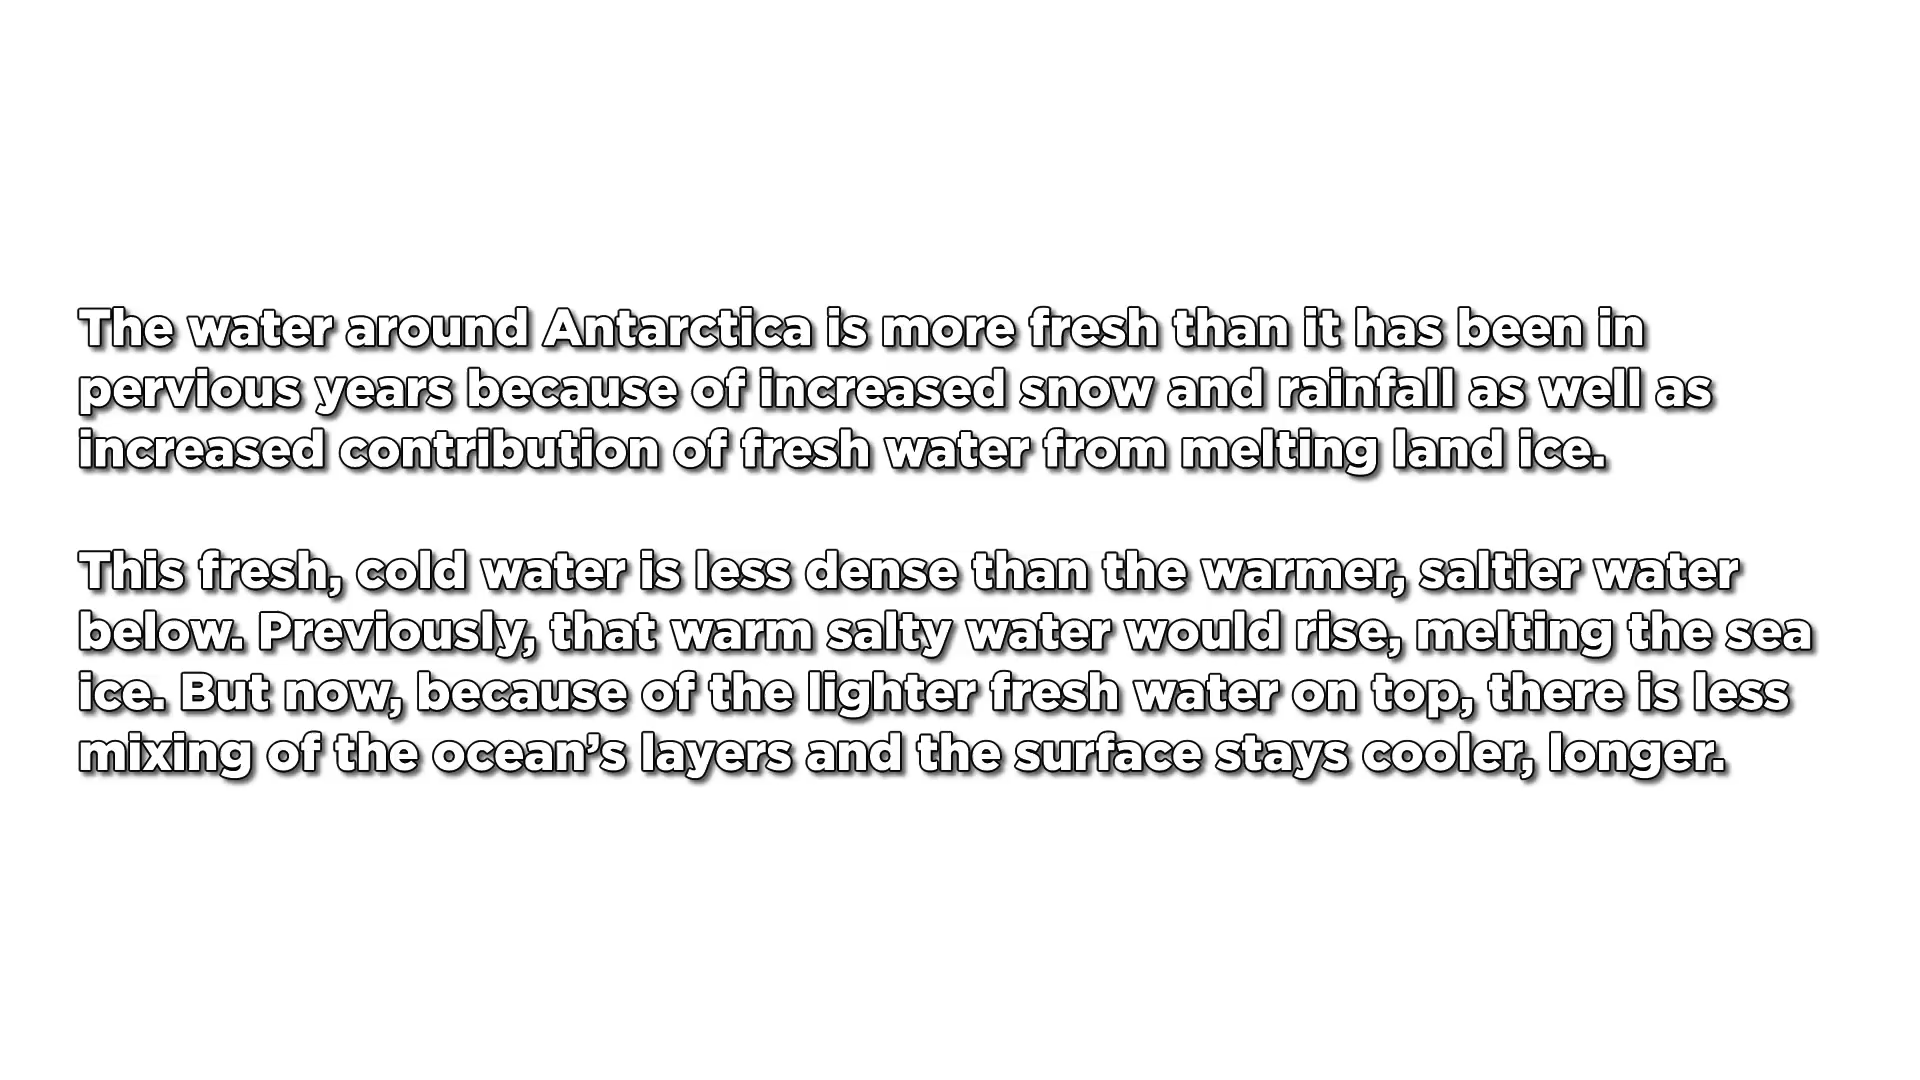 The water around Antarctica is more fresh than it has been in
pervious years because of increased snow and rainfall as well as
increased contribution of fresh water from melting land ice.
This fresh, cold water is less dense than the warmer, saltier water
below. Previously, that warm salty water would rise, melting the sea
ice. But now, because of the lighter fresh water on top, there is less
mixing of the ocean’s layers and the surface stays cooler, longer.